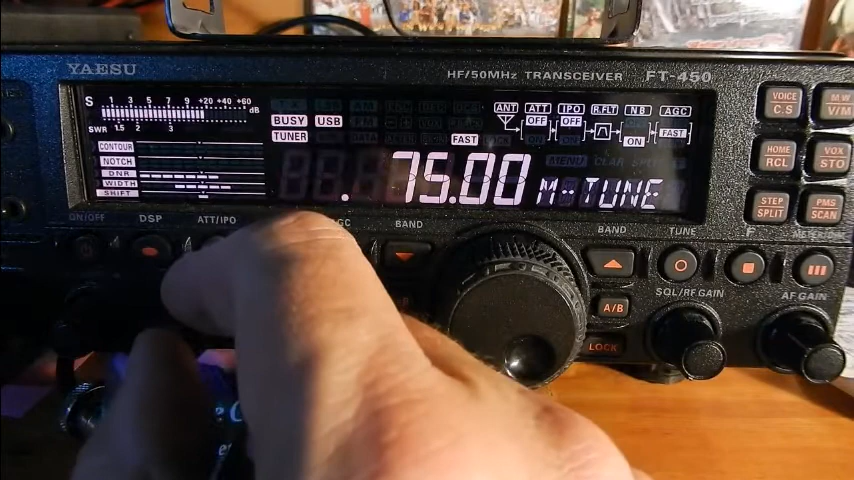 YAESU
HF/50MHz TRANSCEIVER FT-450
S 1 3 5 7 9 +20 +40 +60 dB
SWR 1.5 2 3
BUSY USB
TUNER
FAST
ANT ATT IPO R.FLT NB AGC
OFF OFF
ON FAST
CONTOUR
NOTCH
DNR
WIDTH
SHIFT
. 75.00 M-TUNE
MENU CLAR
VOICE C.S
M W V/M
HOME RCL
VOX STO
STEP SPLIT
PMS SCAN
ON/OFF DSP ATT/IPO AGC BAND BAND TUNE F
A/B
LOCK
SQL/RF GAIN
AF GAIN